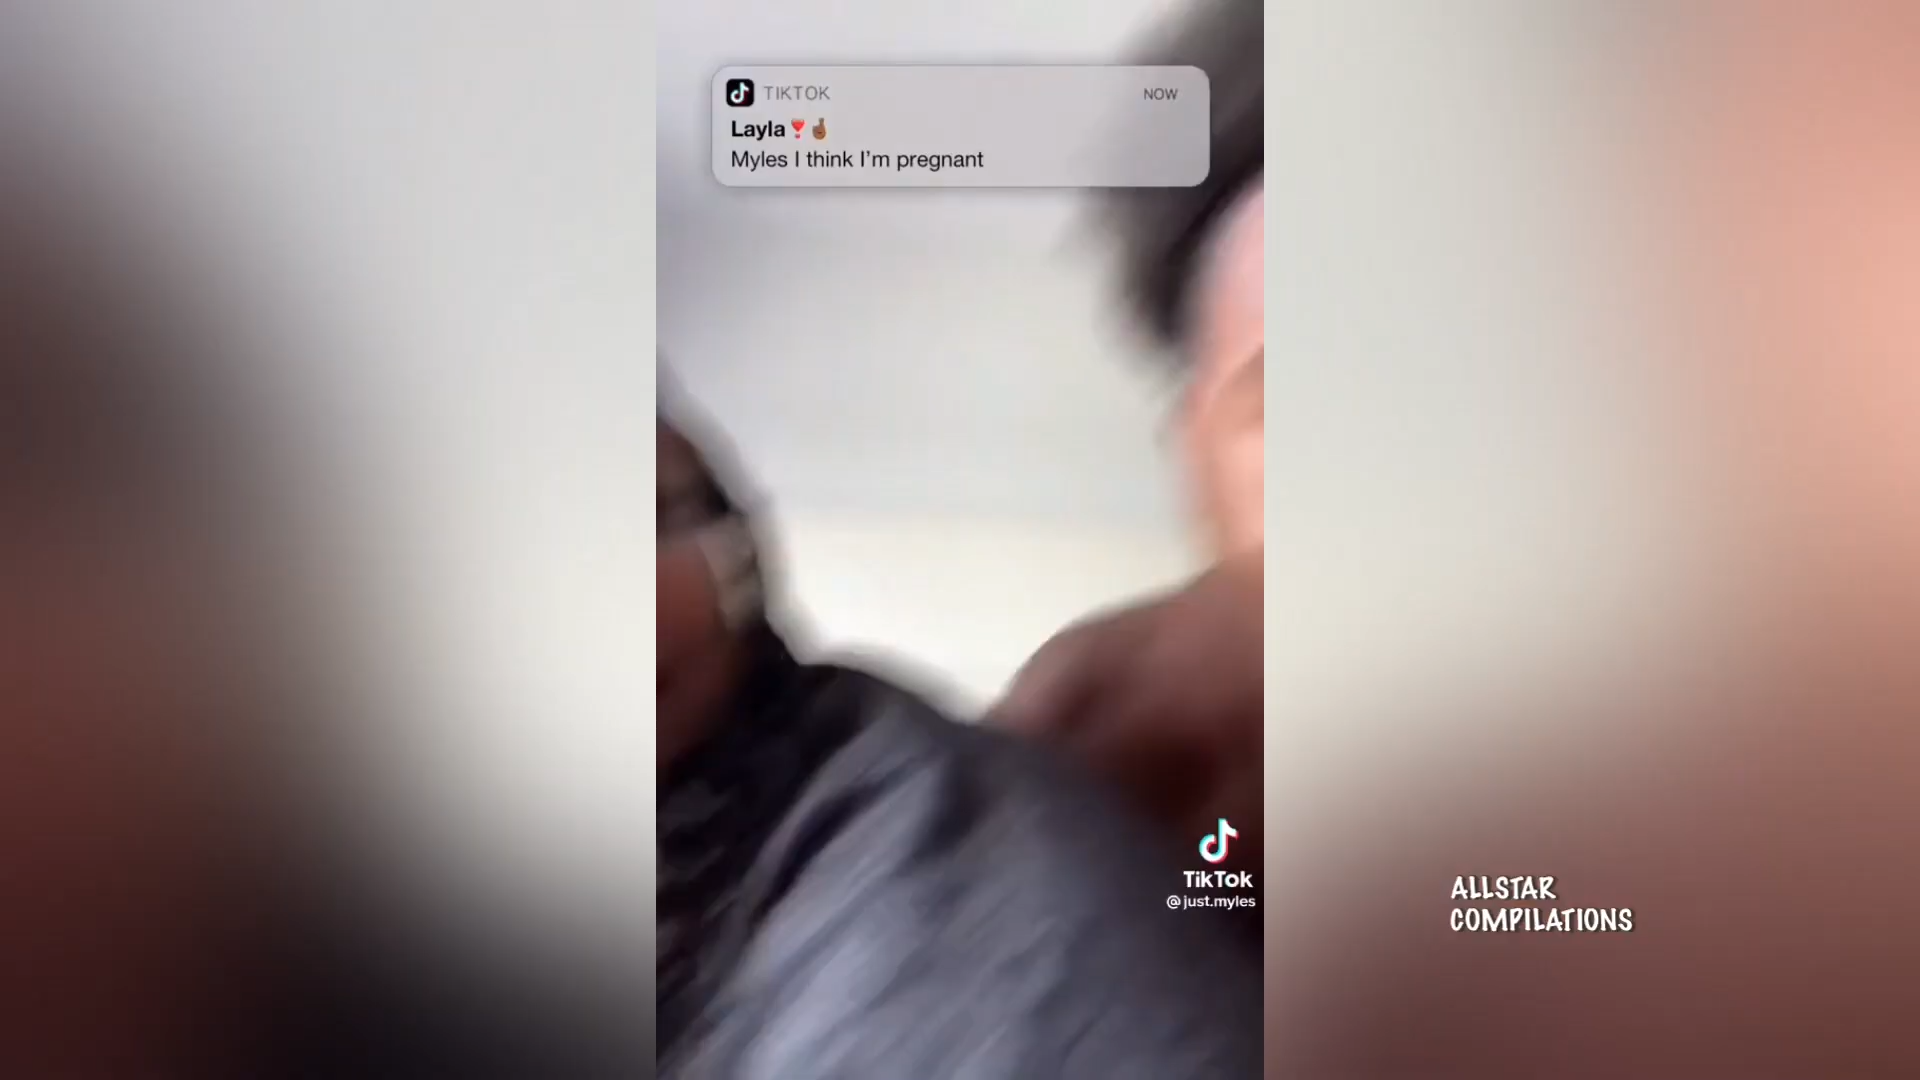 TIKTOK
NOW
Layla❣️🤞🏾
Myles I think I’m pregnant
TikTok
@just.myles
ALLSTAR
COMPILATIONS